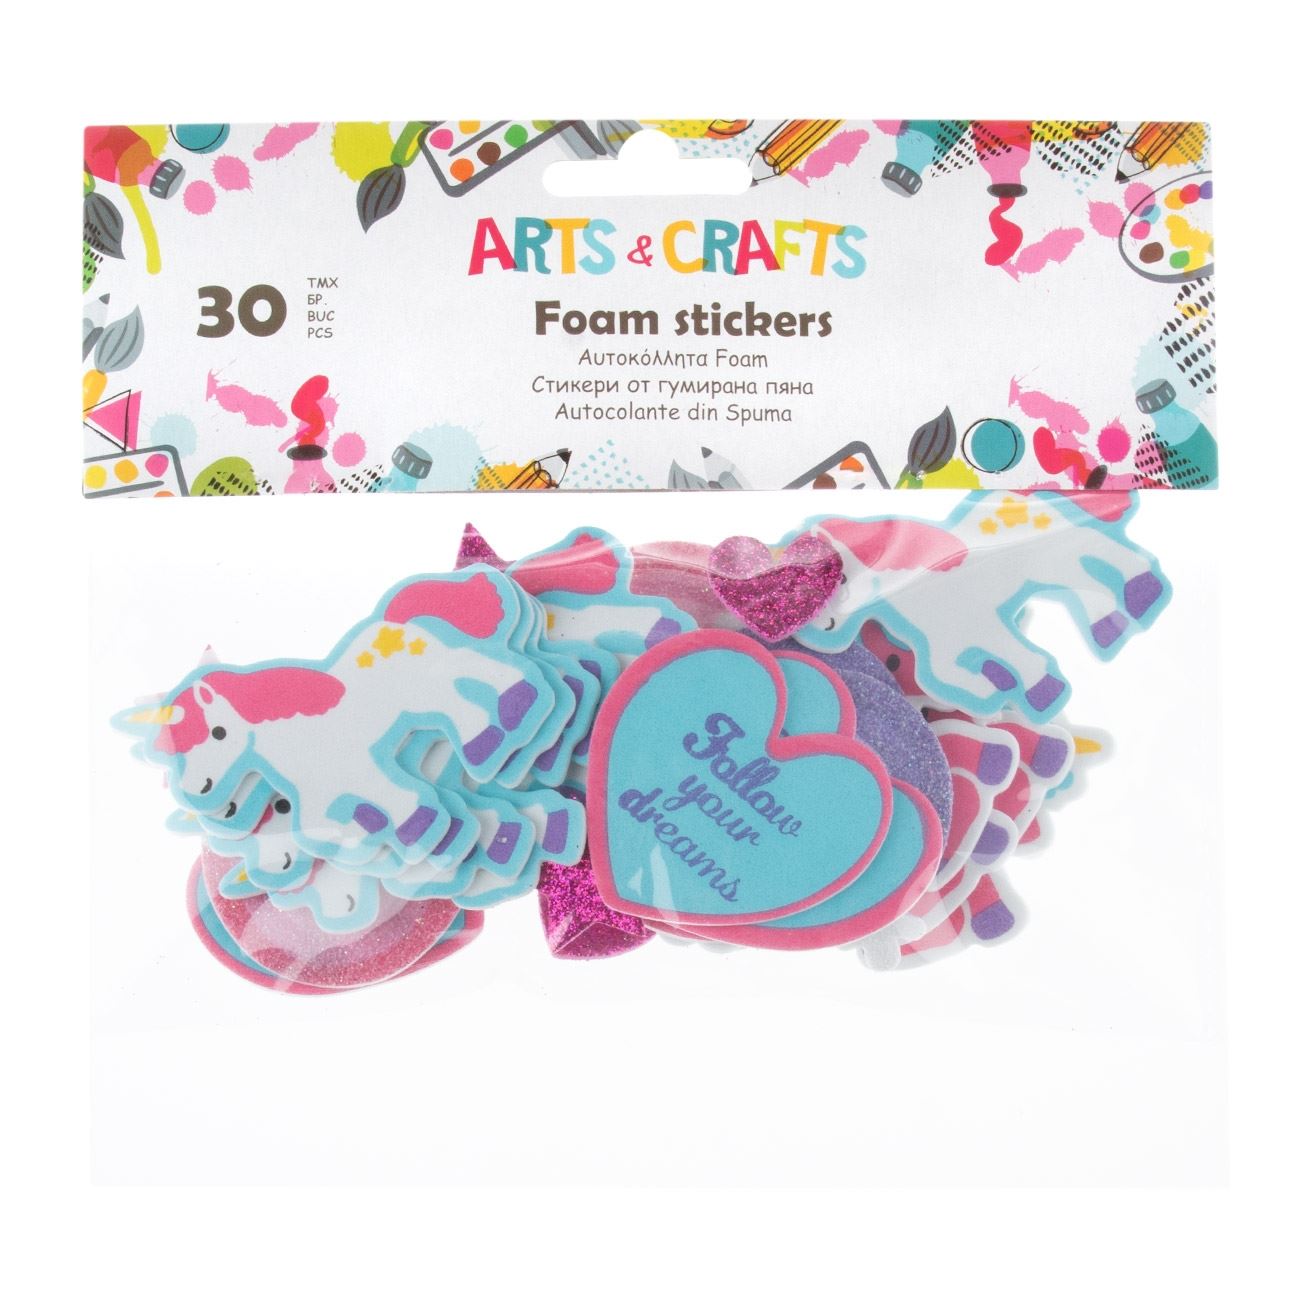 ARTS & CRAFTS
30 ΤΜΧ
БР.
BUC
PCS
Foam stickers
Αυτοκόλλητα Foam
Стикери от гумирана пяна
Autocolante din Spuma
Follow
your
dreams